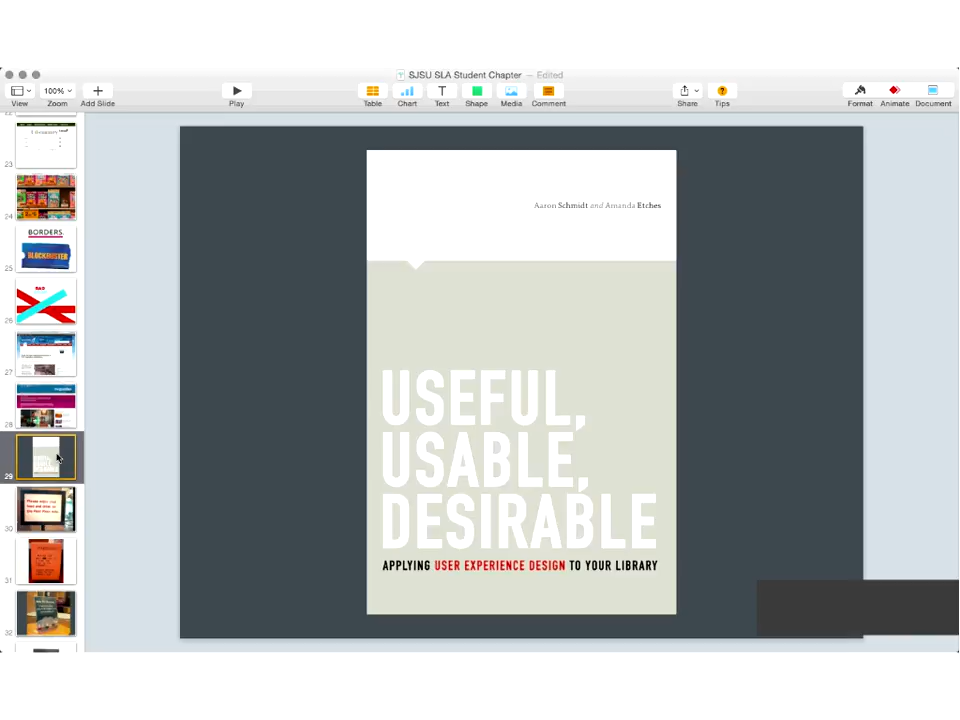 SJSU SLA Student Chapter — Edited
100%
View Zoom Add Slide Play Table Chart Text Shape Media Comment Share Tips Format Animate Document
23
24
BORDERS.
BLOCKBUSTER
25
BAD
26
27
28
29
30
31
32
Aaron Schmidt and Amanda Etches
USEFUL,
USABLE,
DESIRABLE
APPLYING USER EXPERIENCE DESIGN TO YOUR LIBRARY